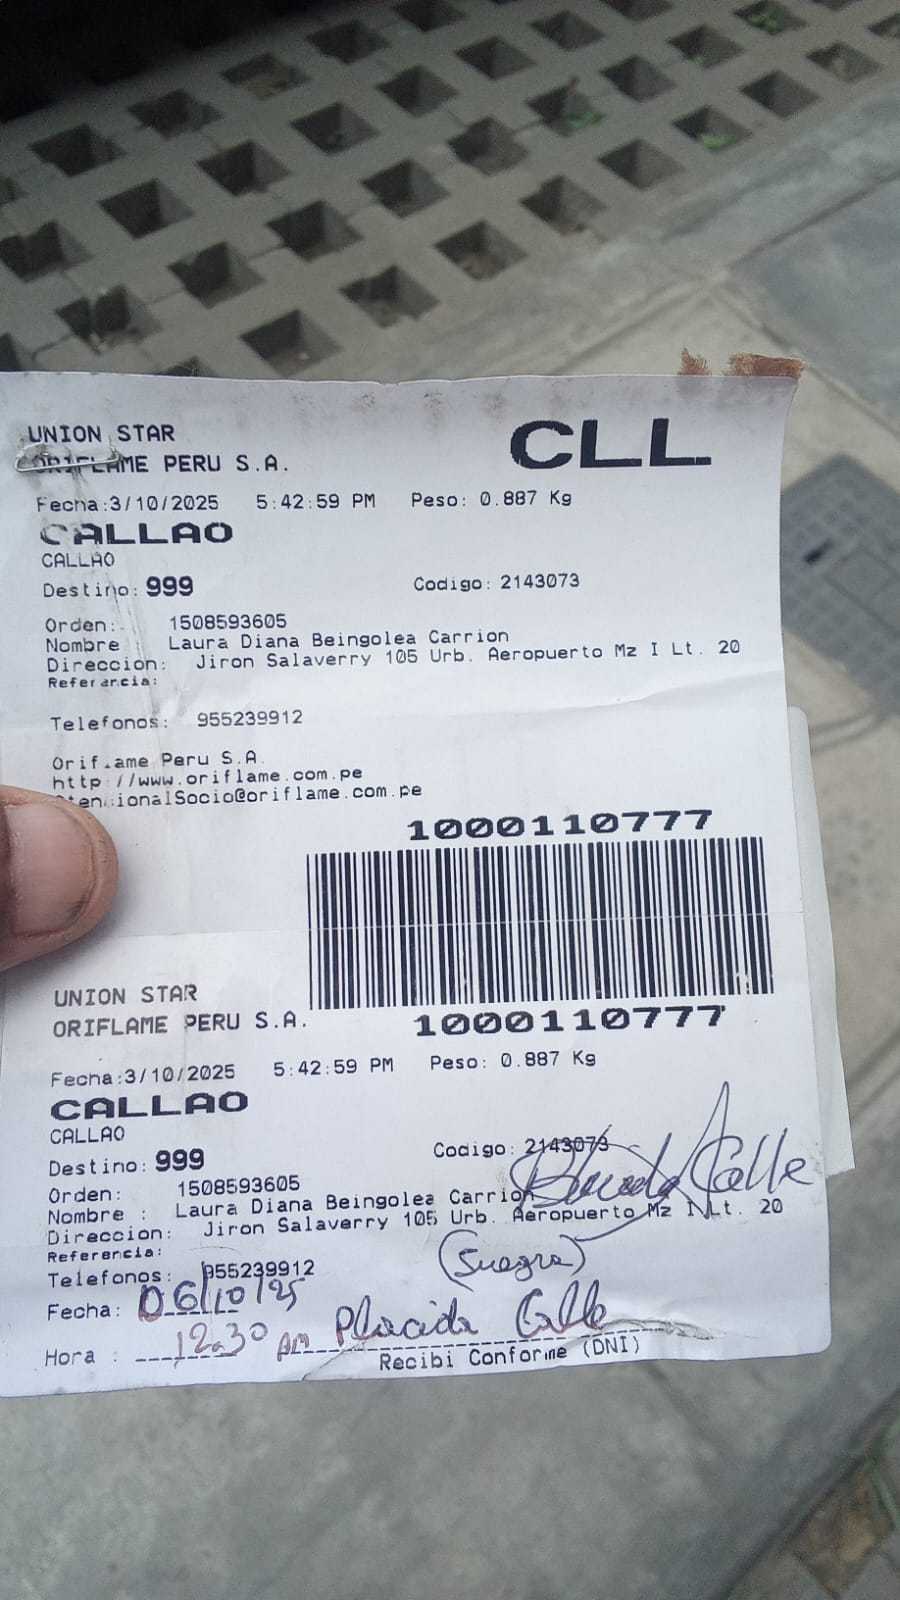 UNION STAR
ORIFLAME PERU S.A.
CLL
Fecha:3/10/2025 5:42:59 PM Peso: 0.887 Kg
CALLAO
CALLAO
Destino: 999 Codigo: 2143073
Orden: 1508593605
Nombre : Laura Diana Beingolea Carrion
Direccion: Jiron Salaverry 105 Urb. Aeropuerto Mz I Lt. 20
Referencia:
Telefonos: 955239912
Oriflame Peru S.A.
http://www.oriflame.com.pe
AtencionalSocio@oriflame.com.pe
1000110777
1000110777
UNION STAR
ORIFLAME PERU S.A.
Fecha:3/10/2025 5:42:59 PM Peso: 0.887 Kg
CALLAO
CALLAO
Destino: 999 Codigo: 2143073
Orden: 1508593605
Nombre : Laura Diana Beingolea Carrion
Direccion: Jiron Salaverry 105 Urb. Aeropuerto Mz I Lt. 20
Referencia:
(Suegra)
Telefonos: 955239912
Fecha: 06/10/25 Placida Calle
Hora : 12:30 AM
Recibi Conforme (DNI)